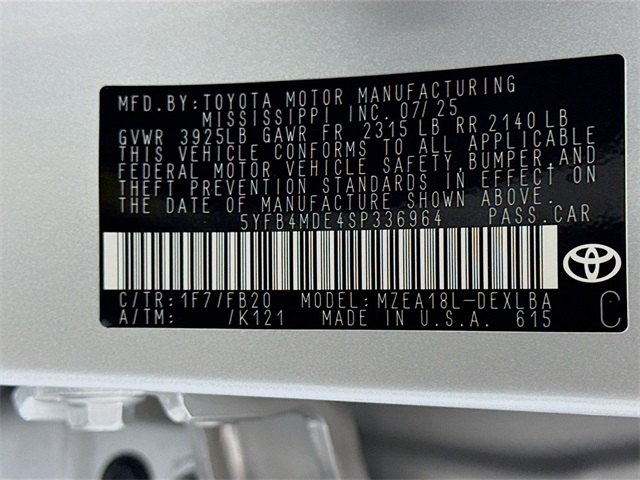 MFD.BY:TOYOTA MOTOR MANUFACTURING
MISSISSIPPI INC. 07/25
GVWR 3925LB GAWR FR 2315 LB RR 2140 LB
THIS VEHICLE CONFORMS TO ALL APPLICABLE
FEDERAL MOTOR VEHICLE SAFETY, BUMPER, AND
THEFT PREVENTION STANDARDS IN EFFECT ON
THE DATE OF MANUFACTURE SHOWN ABOVE.
5YFB4MDE4SP336964 PASS.CAR
C/TR:1F7/FB20 MODEL:MZEA18L-DEXLBA
A/TM: /K121 MADE IN U.S.A. 615
C